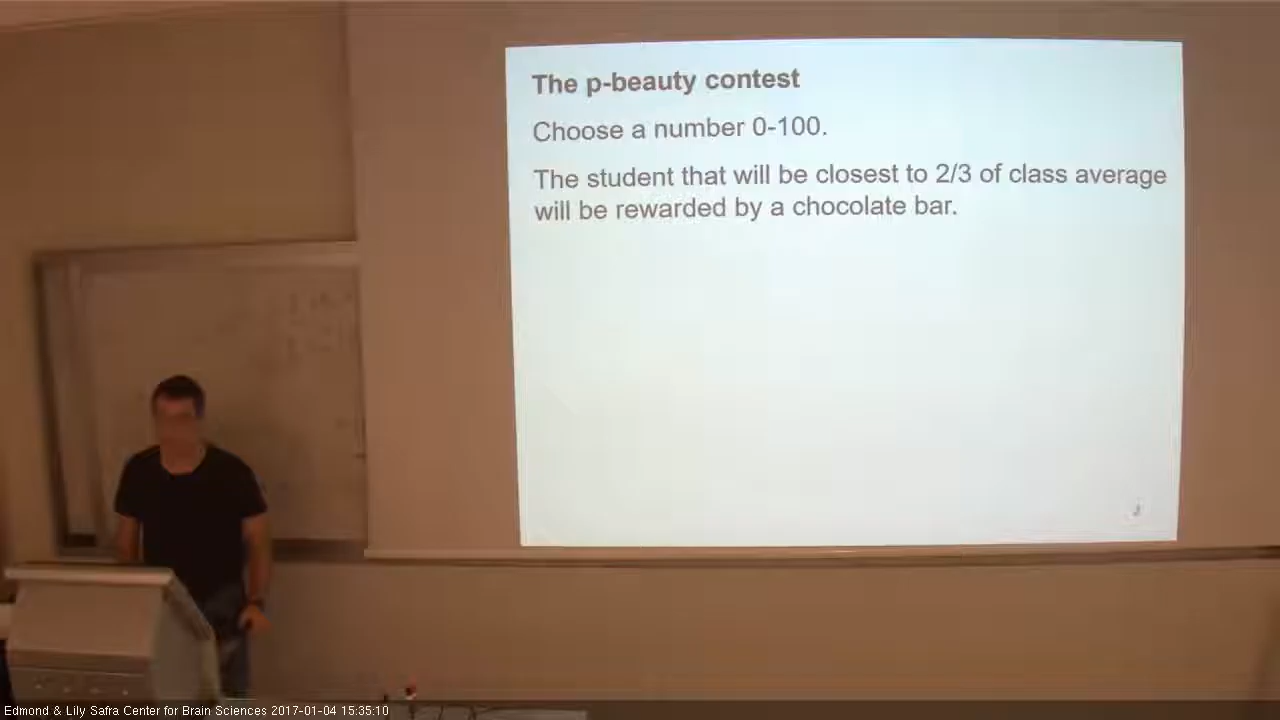 The p-beauty contest
Choose a number 0-100.
The student that will be closest to 2/3 of class average
will be rewarded by a chocolate bar.
Edmond & Lily Safra Center for Brain Sciences 2017-01-04 15:35:10